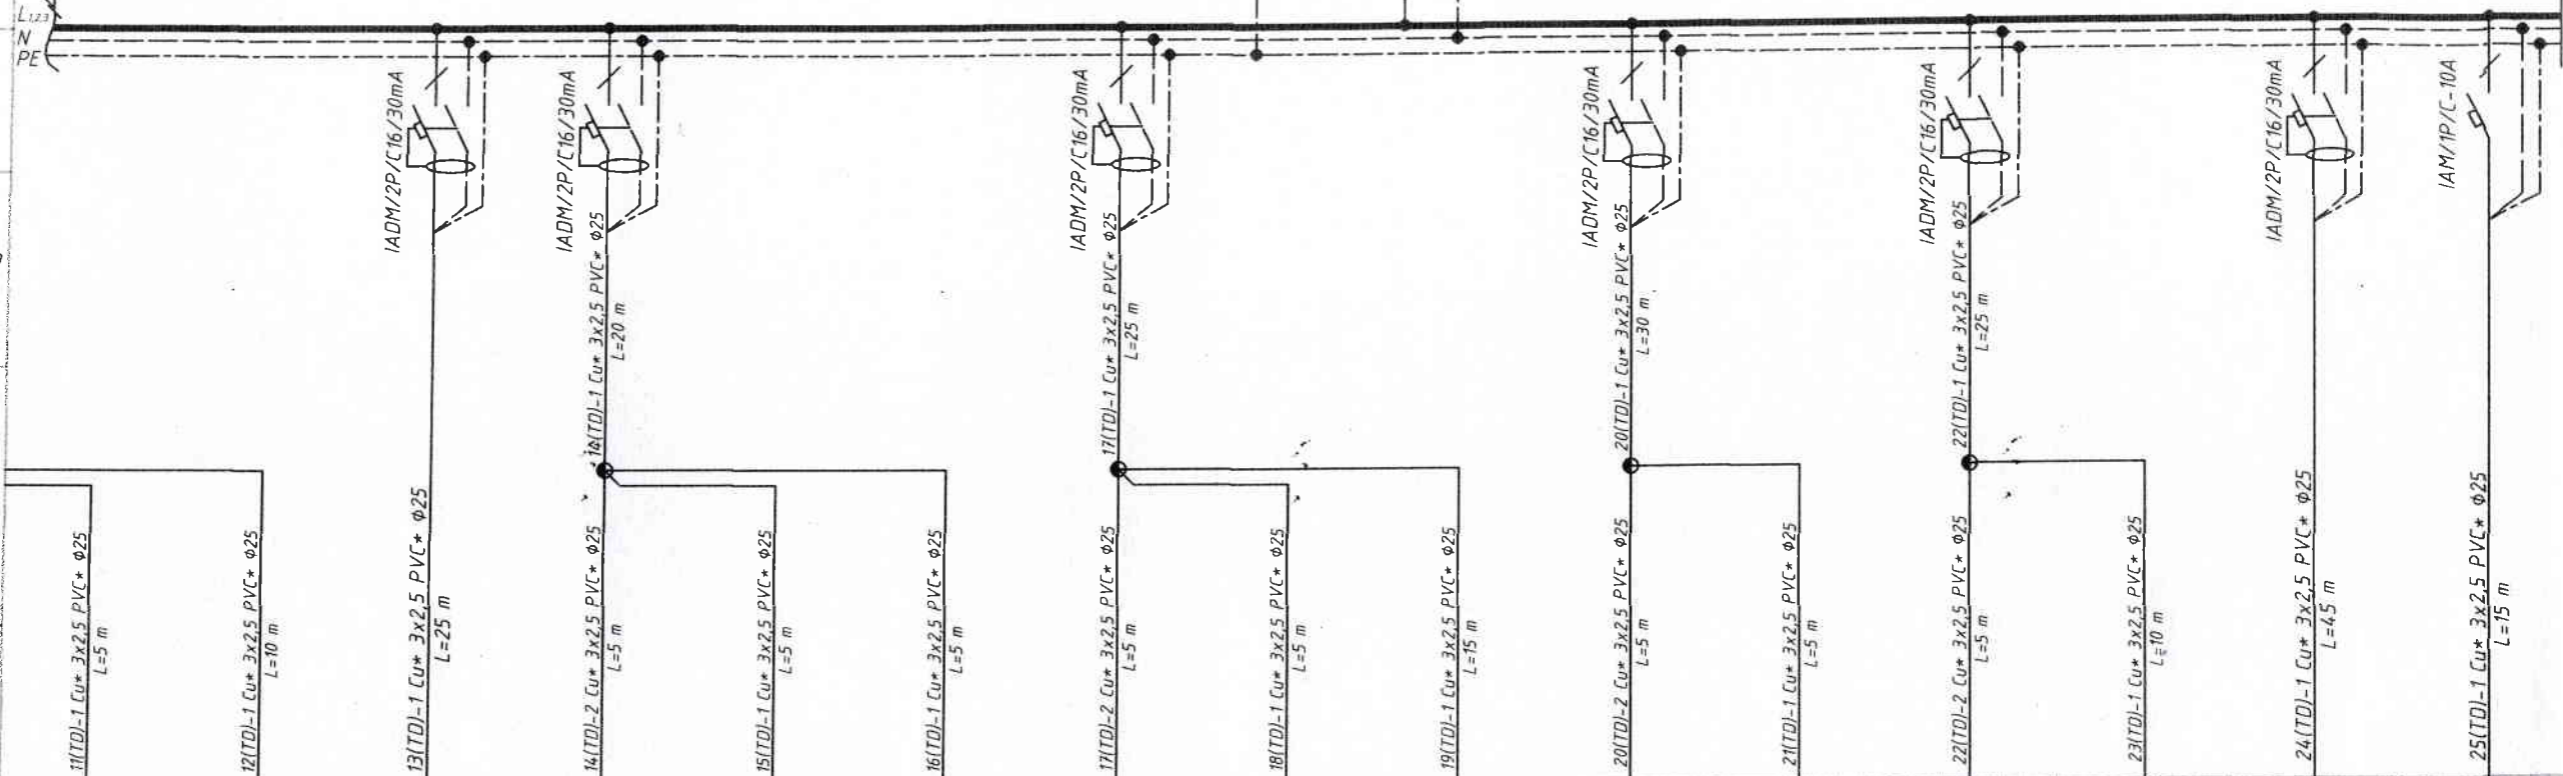 L1,2,3
N
PE
IADM/2P/C16/30mA
IADM/2P/C16/30mA
IADM/2P/C16/30mA
IADM/2P/C16/30mA
IADM/2P/C16/30mA
IADM/2P/C16/30mA
IAM/1P/C-10A
14(TD)-1 Cu* 3x2,5 PVC* φ25
L=20 m
17(TD)-1 Cu* 3x2,5 PVC* φ25
L=25 m
20(TD)-1 Cu* 3x2,5 PVC* φ25
L=30 m
22(TD)-1 Cu* 3x2,5 PVC* φ25
L=25 m
11(TD)-1 Cu* 3x2,5 PVC* φ25
L=5 m
12(TD)-1 Cu* 3x2,5 PVC* φ25
L=10 m
13(TD)-1 Cu* 3x2,5 PVC* φ25
L=25 m
14(TD)-2 Cu* 3x2,5 PVC* φ25
L=5 m
15(TD)-1 Cu* 3x2,5 PVC* φ25
L=5 m
16(TD)-1 Cu* 3x2,5 PVC* φ25
L=5 m
17(TD)-2 Cu* 3x2,5 PVC* φ25
L=5 m
18(TD)-1 Cu* 3x2,5 PVC* φ25
L=5 m
19(TD)-1 Cu* 3x2,5 PVC* φ25
L=15 m
20(TD)-2 Cu* 3x2,5 PVC* φ25
L=5 m
21(TD)-1 Cu* 3x2,5 PVC* φ25
L=5 m
22(TD)-2 Cu* 3x2,5 PVC* φ25
L=5 m
23(TD)-1 Cu* 3x2,5 PVC* φ25
L=10 m
24(TD)-1 Cu* 3x2,5 PVC* φ25
L=45 m
25(TD)-1 Cu* 3x2,5 PVC* φ25
L=15 m